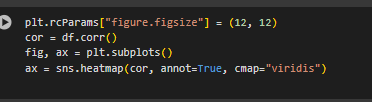 plt.rcParams["figure.figsize"] = (12, 12)
cor = df.corr()
fig, ax = plt.subplots()
ax = sns.heatmap(cor, annot=True, cmap="viridis")